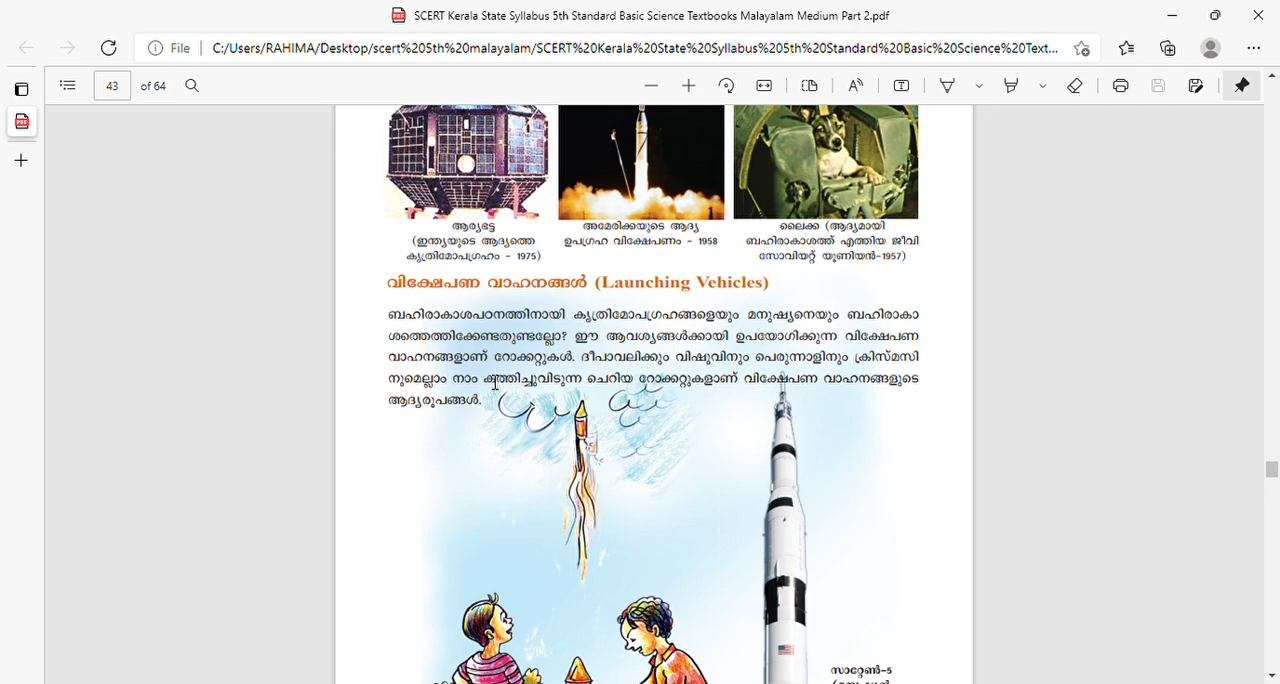 SCERT Kerala State Syllabus 5th Standard Basic Science Textbooks Malayalam Medium Part 2.pdf
File
C:/Users/RAHIMA/Desktop/scert%205th%20malayalam/SCERT%20Kerala%20State%20Syllabus%205th%20Standard%20Basic%20Science%20Text...
43 of 64
ആര്യഭട്ട
(ഇന്ത്യയുടെ ആദ്യത്തെ
കൃത്രിമോപഗ്രഹം - 1975)
അമേരിക്കയുടെ ആദ്യ
ഉപഗ്രഹ വിക്ഷേപണം - 1958
ലൈക്ക (ആദ്യമായി
ബഹിരാകാശത്ത് എത്തിയ ജീവി
സോവിയറ്റ് യൂണിയൻ-1957)
വിക്ഷേപണ വാഹനങ്ങൾ (Launching Vehicles)
ബഹിരാകാശപഠനത്തിനായി കൃത്രിമോപഗ്രഹങ്ങളെയും മനുഷ്യനെയും ബഹിരാകാ
ശത്തെത്തിക്കേണ്ടതുണ്ടല്ലോ? ഈ ആവശ്യങ്ങൾക്കായി ഉപയോഗിക്കുന്ന വിക്ഷേപണ
വാഹനങ്ങളാണ് റോക്കറ്റുകൾ. ദീപാവലിക്കും വിഷുവിനും പെരുന്നാളിനും ക്രിസ്മസി
നുമെല്ലാം നാം കത്തിച്ചുവിടുന്ന ചെറിയ റോക്കറ്റുകളാണ് വിക്ഷേപണ വാഹനങ്ങളുടെ
ആദ്യരൂപങ്ങൾ.
സാറ്റേൺ-5